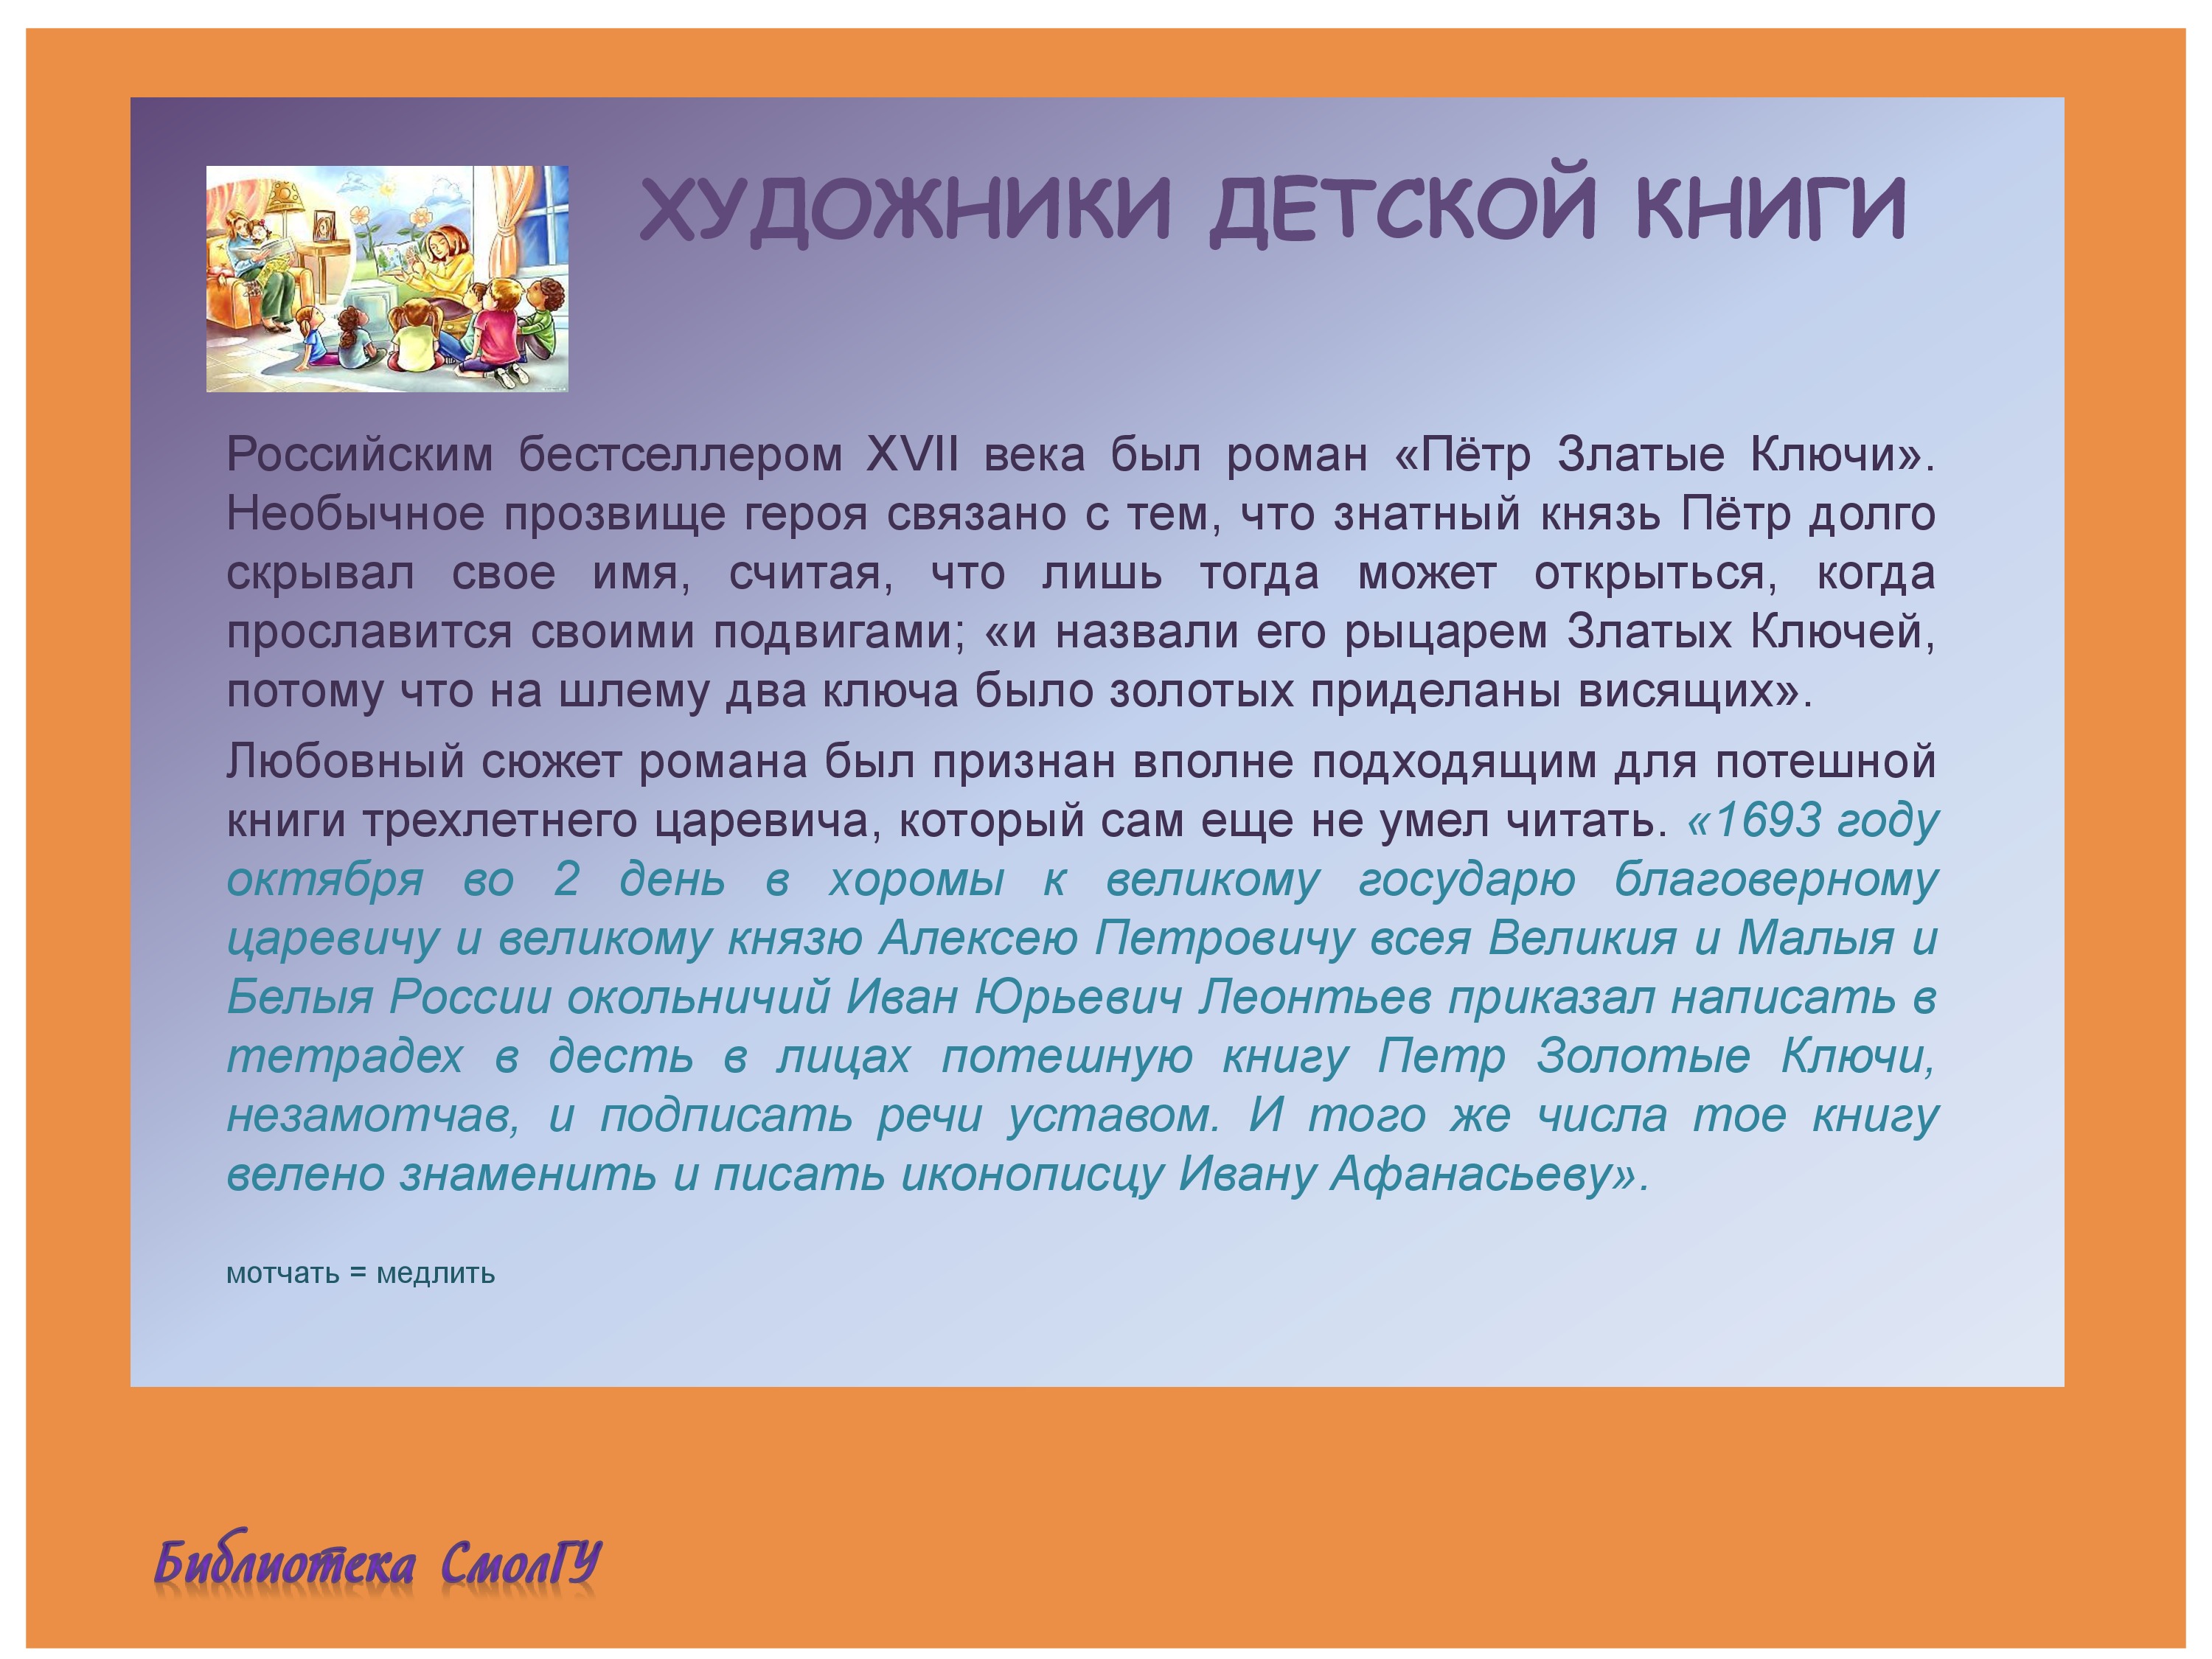 ХУДОЖНИКИ ДЕТСКОЙ КНИГИ
Российским бестселлером XVII века был роман «Пётр Златые Ключи».
Необычное прозвище героя связано с тем, что знатный князь Пётр долго
скрывал свое имя, считая, что лишь тогда может открыться, когда
прославится своими подвигами; «и назвали его рыцарем Златых Ключей,
потому что на шлему два ключа было золотых приделаны висящих».
Любовный сюжет романа был признан вполне подходящим для потешной
книги трехлетнего царевича, который сам еще не умел читать. «1693 году
октября во 2 день в хоромы к великому государю благоверному
царевичу и великому князю Алексею Петровичу всея Великия и Малыя и
Белыя России окольничий Иван Юрьевич Леонтьев приказал написать в
тетрадех в десть в лицах потешную книгу Петр Золотые Ключи,
незамотчав, и подписать речи уставом. И того же числа тое книгу
велено знаменить и писать иконописцу Ивану Афанасьеву».
мотчать = медлить
Библиотека СмолГУ